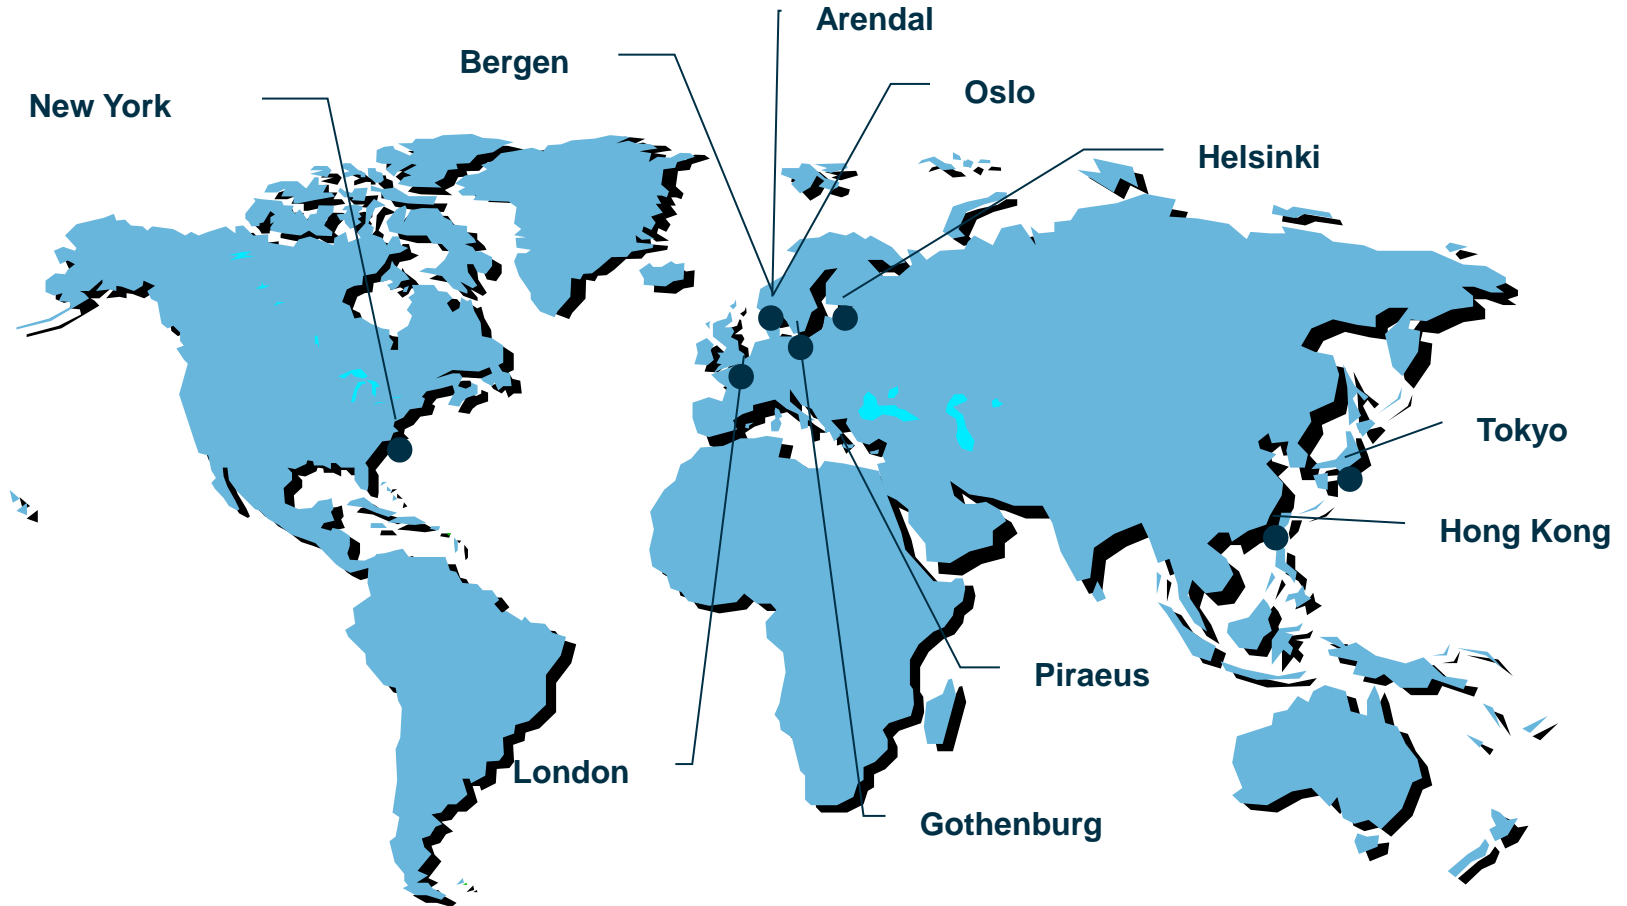 Arendal
Bergen
Oslo
New York
Helsinki
Tokyo
Hong Kong
Piraeus
London
Gothenburg